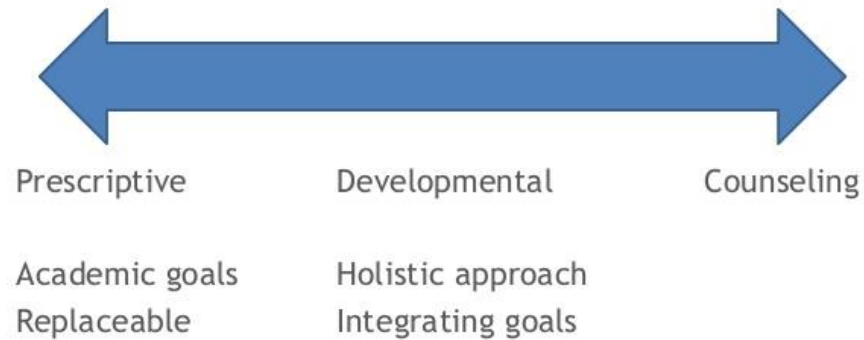 Prescriptive Developmental Counseling
Academic goals Holistic approach
Replaceable Integrating goals